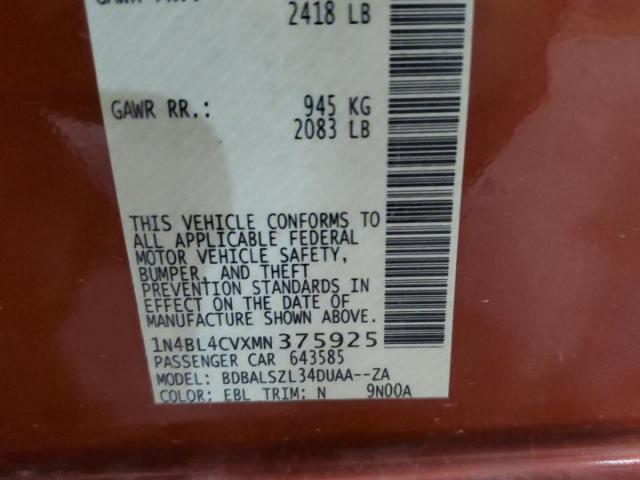 2418 LB
GAWR RR.: 945 KG
2083 LB
THIS VEHICLE CONFORMS TO
ALL APPLICABLE FEDERAL
MOTOR VEHICLE SAFETY,
BUMPER, AND THEFT
PREVENTION STANDARDS IN
EFFECT ON THE DATE OF
MANUFACTURE SHOWN ABOVE.
1N4BL4CVXMN375925
PASSENGER CAR 643585
MODEL: BDBALSZL34DUAA--ZA
COLOR: EBL TRIM: N 9N00A